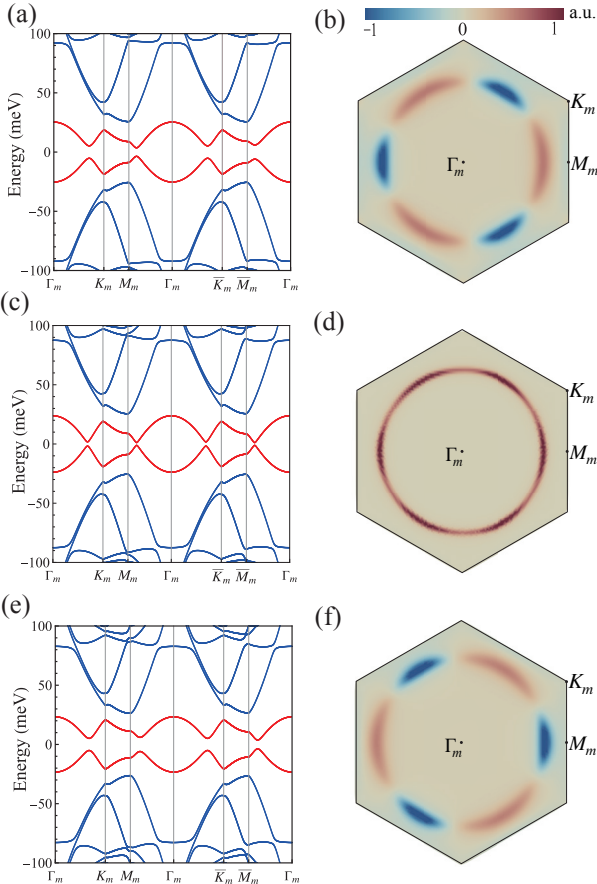 (a)
100
50
0
−50
−100
Energy (meV)
Γm Km Mm Γm K̅m M̅m Γm
(b)
−1 0 1 a.u.
Km
Γm
Mm
(c)
100
50
0
−50
−100
Energy (meV)
Γm Km Mm Γm K̅m M̅m Γm
(d)
Km
Γm
Mm
(e)
100
50
0
−50
−100
Energy (meV)
Γm Km Mm Γm K̅m M̅m Γm
(f)
Km
Γm
Mm